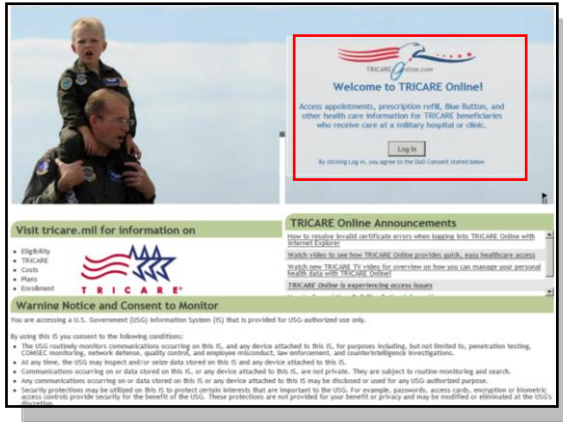 TRICARE Online.com
Welcome to TRICARE Online!
Access appointments, prescription refill, Blue Button, and
other health care information for TRICARE beneficiaries
who receive care at a military hospital or clinic.
Log In
By clicking Log In, you agree to the DoD Consent stated below
Visit tricare.mil for information on
Eligibility
TRICARE
Costs
Plans
Enrollment
TRICARE
TRICARE Online Announcements
How to resolve invalid certificate errors when logging into TRICARE Online with
Internet Explorer
Watch video to see how TRICARE Online provides quick, easy healthcare access
Watch new TRICARE TV video for overview on how you can manage your personal
health data with TRICARE Online!
TRICARE Online is experiencing access issues
Warning Notice and Consent to Monitor
You are accessing a U.S. Government (USG) Information System (IS) that is provided for USG-authorized use only.
By using this IS you consent to the following conditions:
The USG routinely monitors communications occurring on this IS, and any device attached to this IS, for purposes including, but not limited to, penetration testing,
COMSEC monitoring, network defense, quality control, and employee misconduct, law enforcement, and counterintelligence investigations.
At any time, the USG may inspect and/or seize data stored on this IS and any device attached to this IS.
Communications occurring on or data stored on this IS, or any device attached to this IS, are not private. They are subject to routine monitoring and search.
Any communications occurring on or data stored on this IS or any device attached to this IS may be disclosed or used for any USG-authorized purpose.
Security protections may be utilized on this IS to protect certain interests that are important to the USG. For example, passwords, access cards, encryption or biometric
access controls provide security for the benefit of the USG. These protections are not provided for your benefit or privacy and may be modified or eliminated at the USG's
discretion.